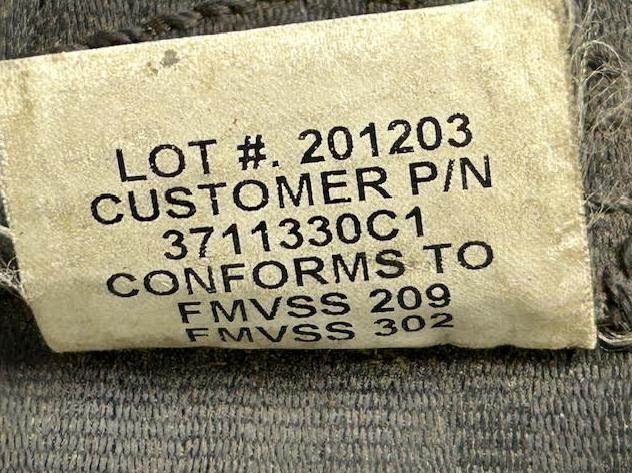 LOT #. 201203
CUSTOMER P/N
3711330C1
CONFORMS TO
FMVSS 209
FMVSS 302